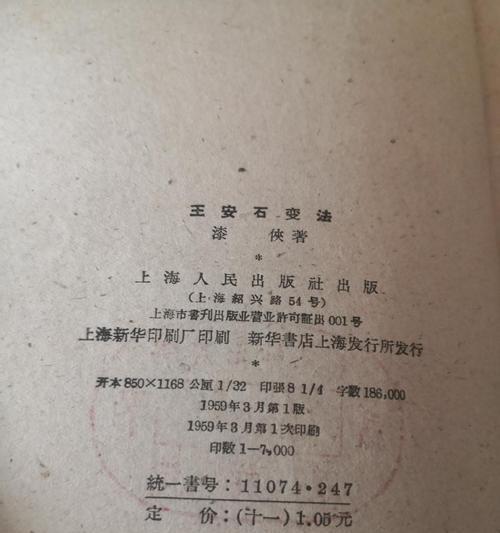 王安石变法
漆 俠著
*
上海人民出版社出版
(上海紹兴路54号)
上海市書刊出版业营业許可証出001号
上海新华印刷厂印刷 新华書店上海发行所发行
*
开本850×1168公厘1/32 印張8 1/4 字数186,000
1959年3月第1版
1959年3月第1次印刷
印数1—7,000
統一書号:11074·247
定 价:(十一)1.05元